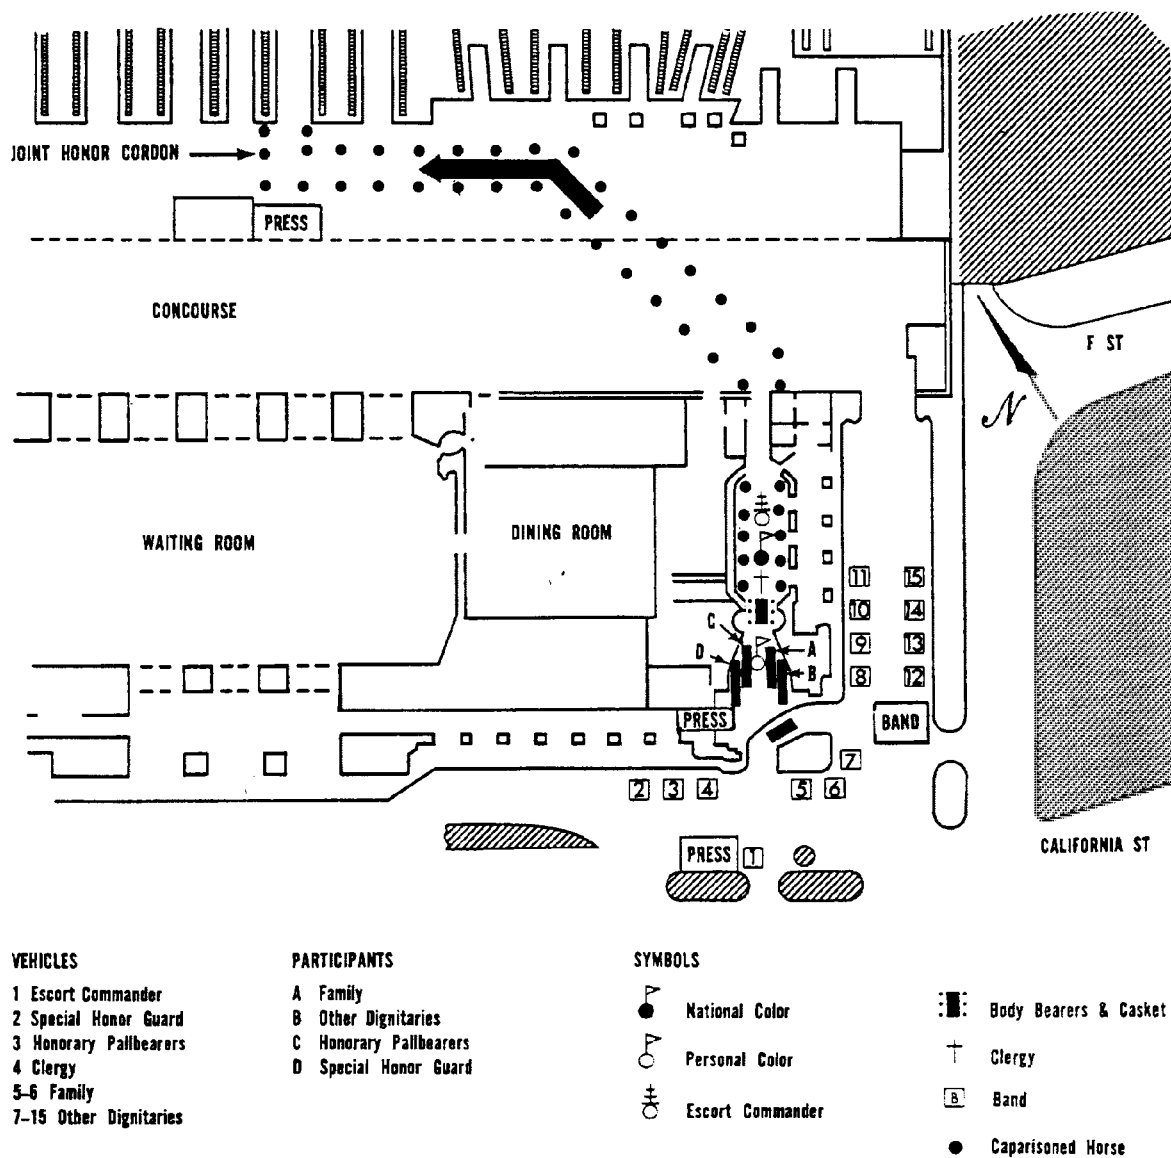 JOINT HONOR CORDON
PRESS
CONCOURSE
F ST
N
WAITING ROOM
DINING ROOM
11 15
10 14
C
9 13
D A
B
8 12
PRESS
BAND
7
2 3 4 5 6
PRESS 1
CALIFORNIA ST
VEHICLES
1 Escort Commander
2 Special Honor Guard
3 Honorary Pallbearers
4 Clergy
5-6 Family
7-15 Other Dignitaries
PARTICIPANTS
A Family
B Other Dignitaries
C Honorary Pallbearers
D Special Honor Guard
SYMBOLS
National Color
Personal Color
Escort Commander
Body Bearers & Casket
Clergy
B Band
Caparisoned Horse